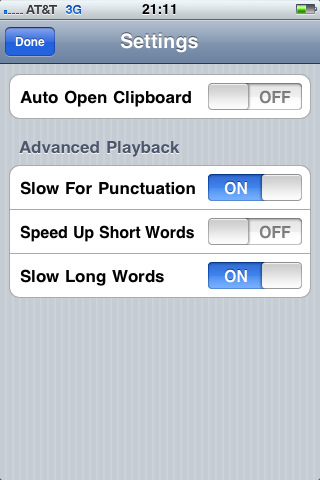 AT&T 3G 21:11
Done Settings
Auto Open Clipboard OFF
Advanced Playback
Slow For Punctuation ON
Speed Up Short Words OFF
Slow Long Words ON